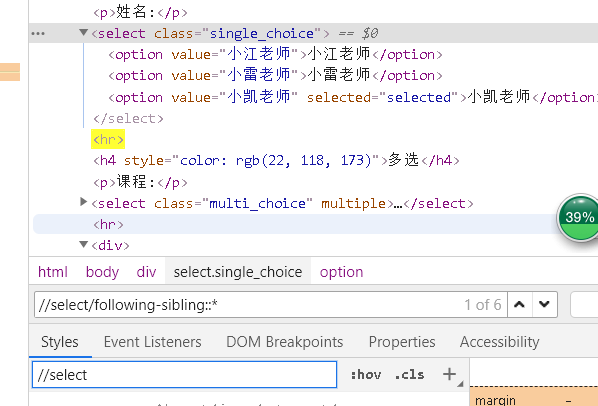 <p>姓名:</p>
… ▼<select class="single_choice"> == $0
<option value="小江老师">小江老师</option>
<option value="小雷老师">小雷老师</option>
<option value="小凯老师" selected="selected">小凯老师</option
</select>
<hr>
<h4 style="color: rgb(22, 118, 173)">多选</h4>
<p>课程:</p>
▶<select class="multi_choice" multiple>…</select>
<hr>
39%
▼<div>
html body div select.single_choice option
//select/following-sibling::* 1 of 6
Styles Event Listeners DOM Breakpoints Properties Accessibility
//select :hov .cls +
margin –